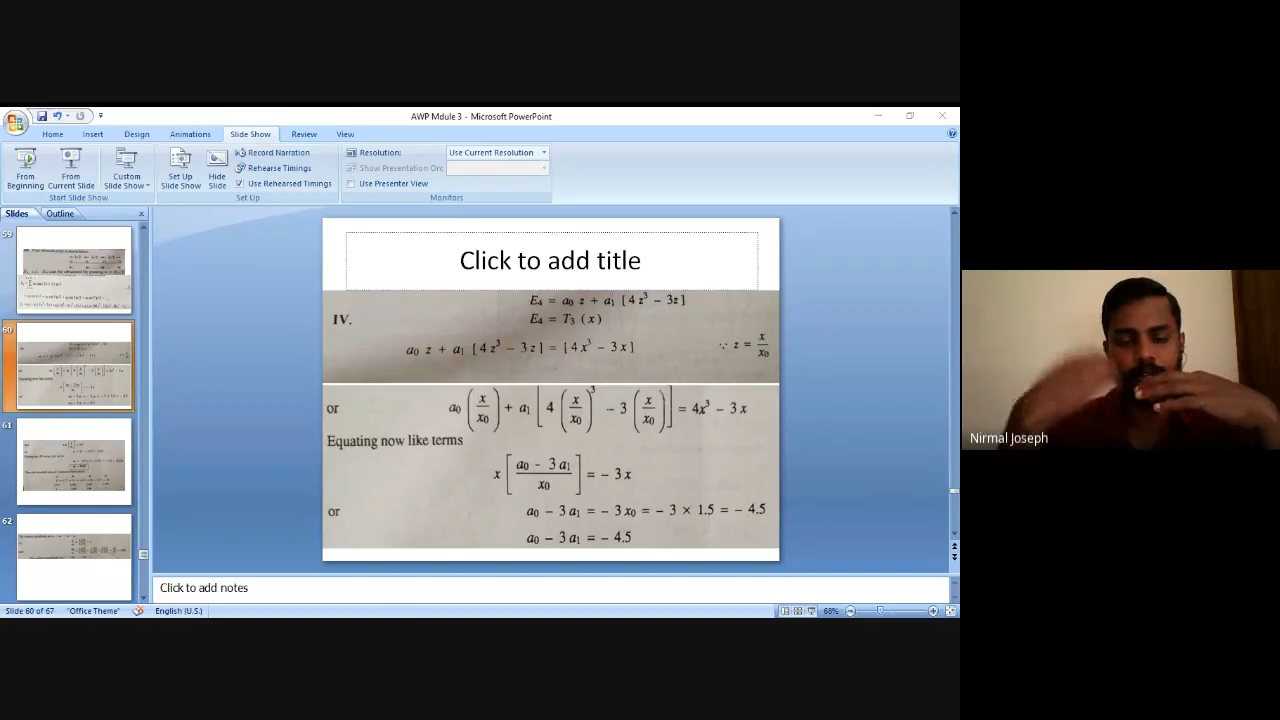 AWP Mdule 3 - Microsoft PowerPoint
Home Insert Design Animations Slide Show Review View
From Beginning
From Current Slide
Custom Slide Show
Start Slide Show
Set Up Slide Show
Hide Slide
Record Narration
Rehearse Timings
Use Rehearsed Timings
Set Up
Resolution: Use Current Resolution
Show Presentation On:
Use Presenter View
Monitors
Slides Outline
59
60
61
62
Click to add title
E₄ = a₀ z + a₁ [4 z³ − 3z]
IV. E₄ = T₃ (x)
a₀ z + a₁ [4 z³ − 3 z] = [4 x³ − 3 x] ∵ z = x/x₀
or a₀ (x/x₀) + a₁ [4 (x/x₀)³ − 3 (x/x₀)] = 4x³ − 3 x
Equating now like terms
x [(a₀ − 3 a₁)/x₀] = − 3 x
or a₀ − 3 a₁ = − 3 x₀ = − 3 × 1.5 = − 4.5
a₀ − 3 a₁ = − 4.5
Click to add notes
Slide 60 of 67 "Office Theme" English (U.S.) 68%
Nirmal Joseph